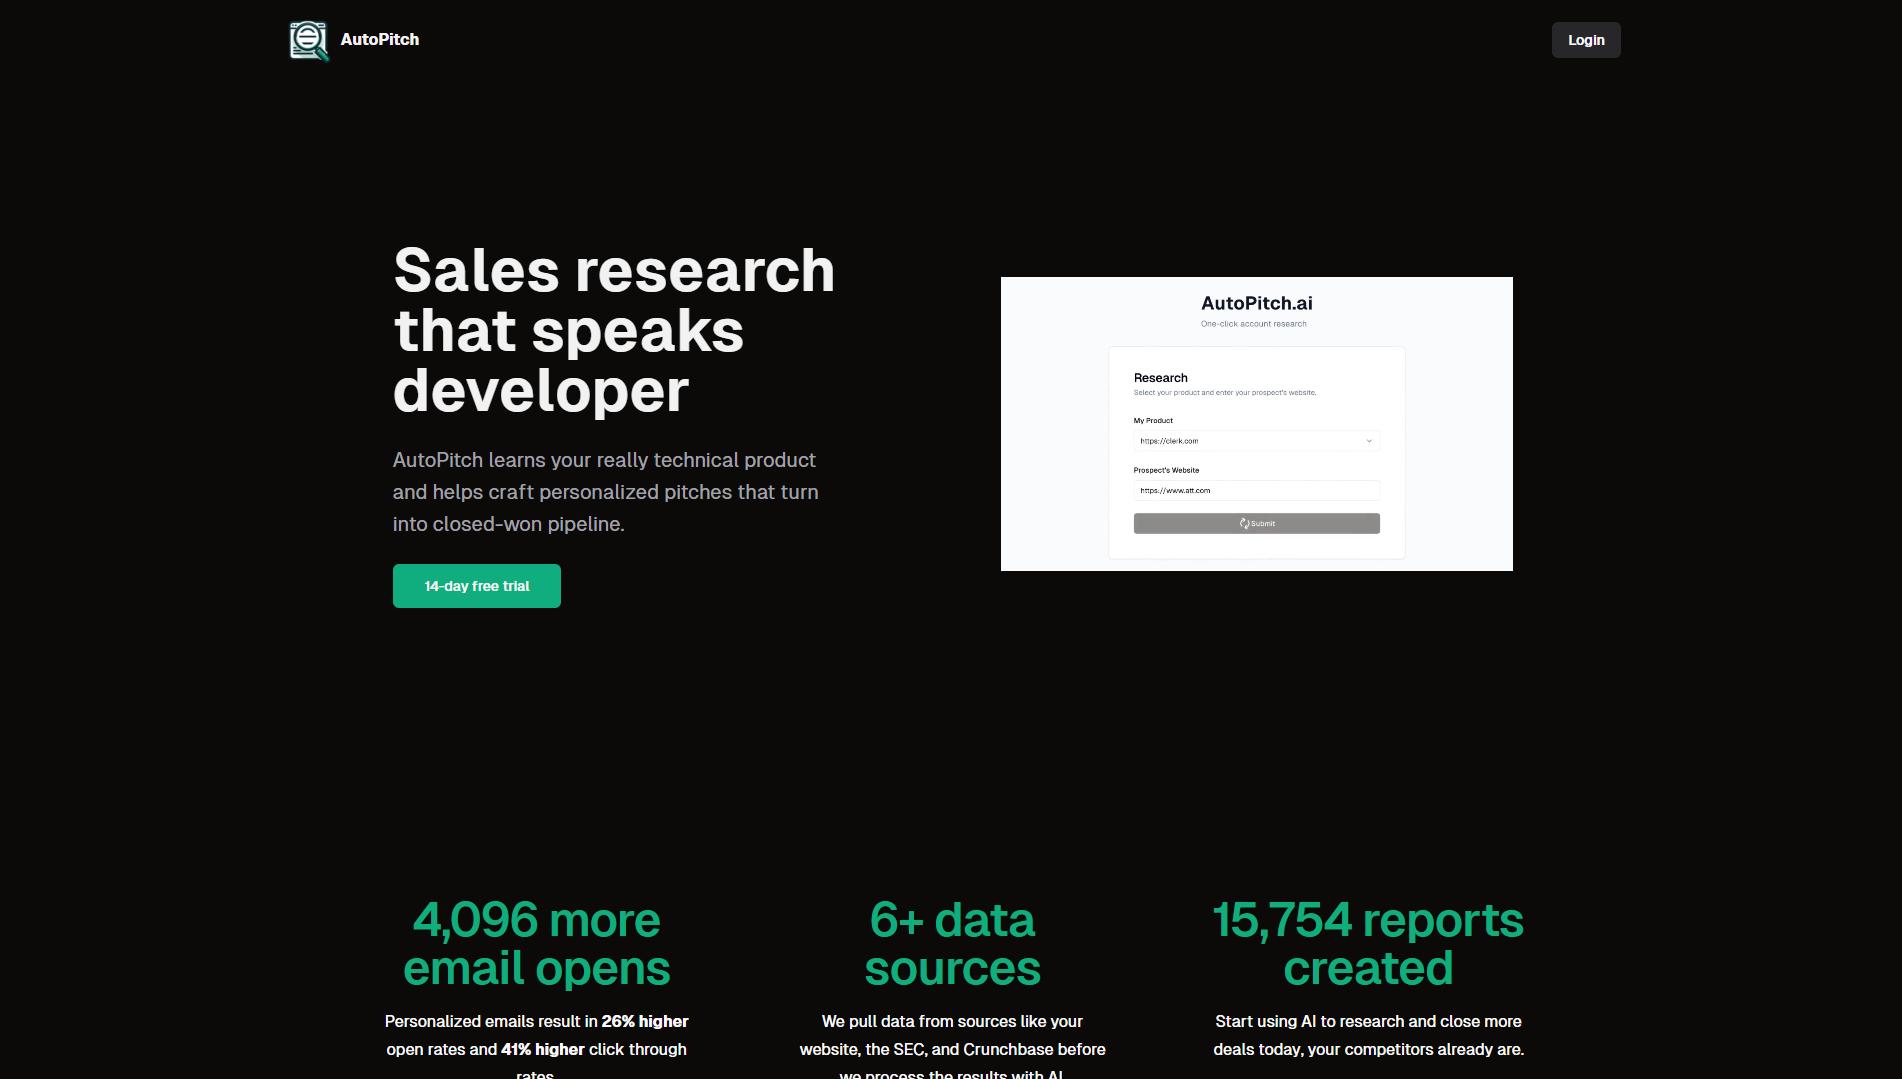 AutoPitch
Login
Sales research
that speaks
developer
AutoPitch learns your really technical product
and helps craft personalized pitches that turn
into closed-won pipeline.
14-day free trial
AutoPitch.ai
One-click account research
Research
Select your product and enter your prospect's website.
My Product
https://clerk.com
Prospect's Website
https://www.att.com
Submit
4,096 more
email opens
Personalized emails result in 26% higher
open rates and 41% higher click through
rates
6+ data
sources
We pull data from sources like your
website, the SEC, and Crunchbase before
we process the results with AI
15,754 reports
created
Start using AI to research and close more
deals today, your competitors already are.